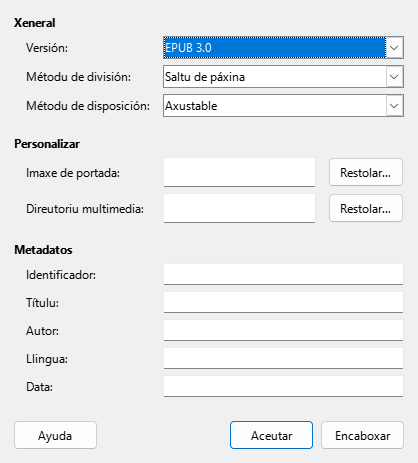 Xeneral
Versión: EPUB 3.0
Métodu de división: Saltu de páxina
Métodu de disposición: Axustable
Personalizar
Imaxe de portada: Restolar...
Direutoriu multimedia: Restolar...
Metadatos
Identificador:
Títulu:
Autor:
Llingua:
Data:
Ayuda Aceutar Encaboxar